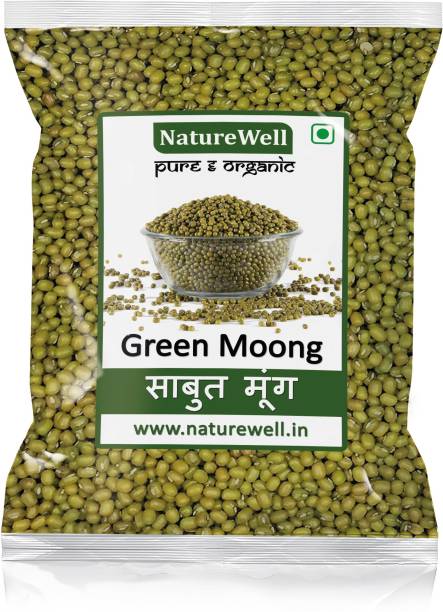 NatureWell
Pure & Organic
Green Moong
साबुत मूंग
www.naturewell.in